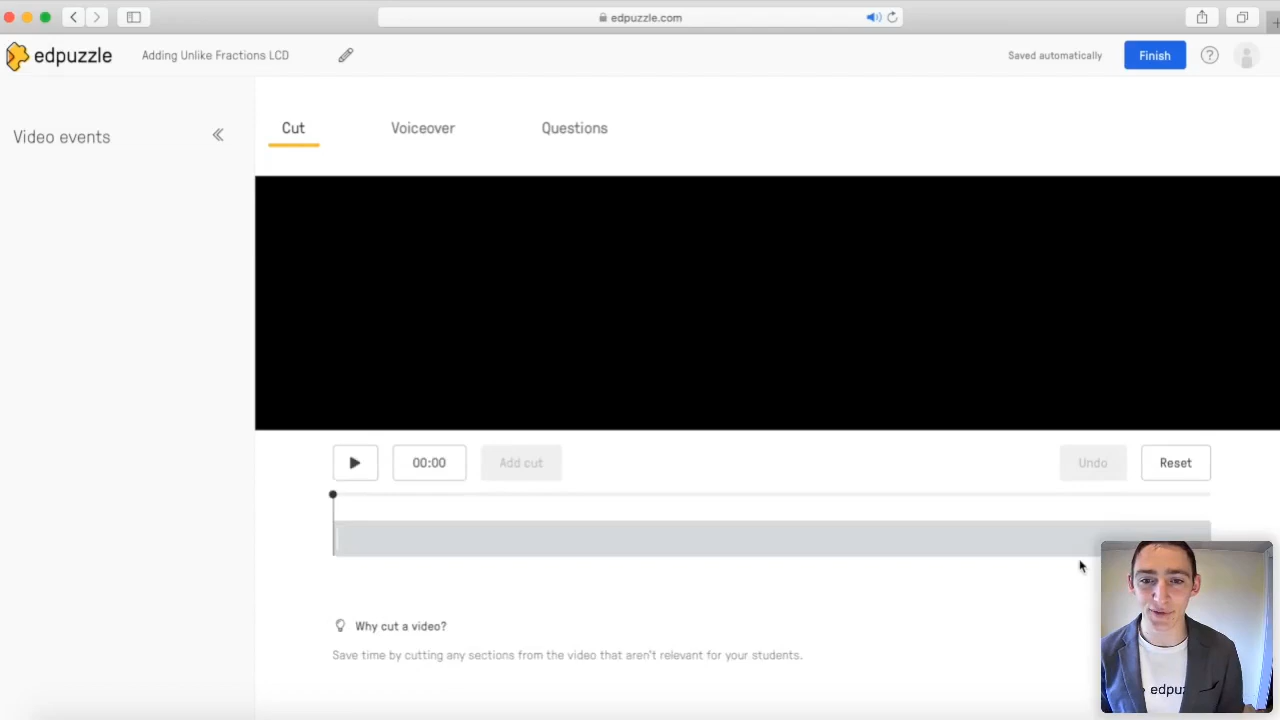 edpuzzle.com
edpuzzle
Adding Unlike Fractions LCD
Saved automatically
Finish
?
Video events
Cut
Voiceover
Questions
00:00
Add cut
Undo
Reset
Why cut a video?
Save time by cutting any sections from the video that aren't relevant for your students.